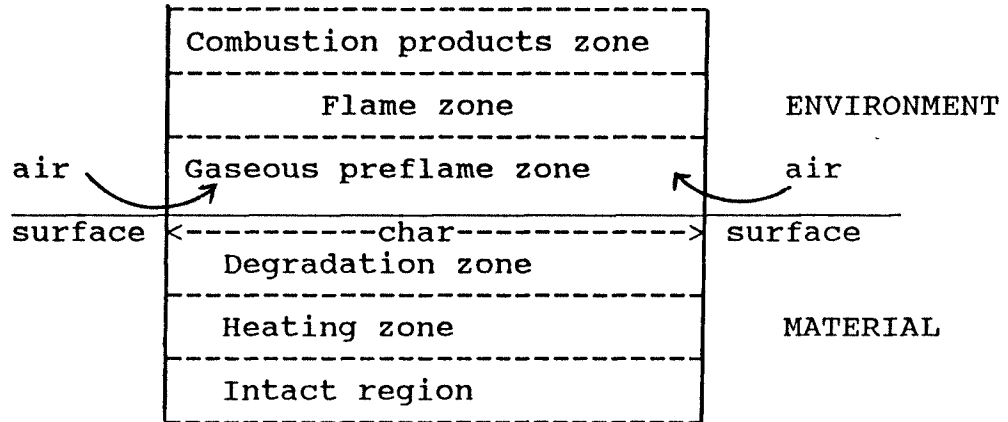 Combustion products zone
Flame zone ENVIRONMENT
air Gaseous preflame zone air
surface <----------char----------> surface
Degradation zone
Heating zone MATERIAL
Intact region